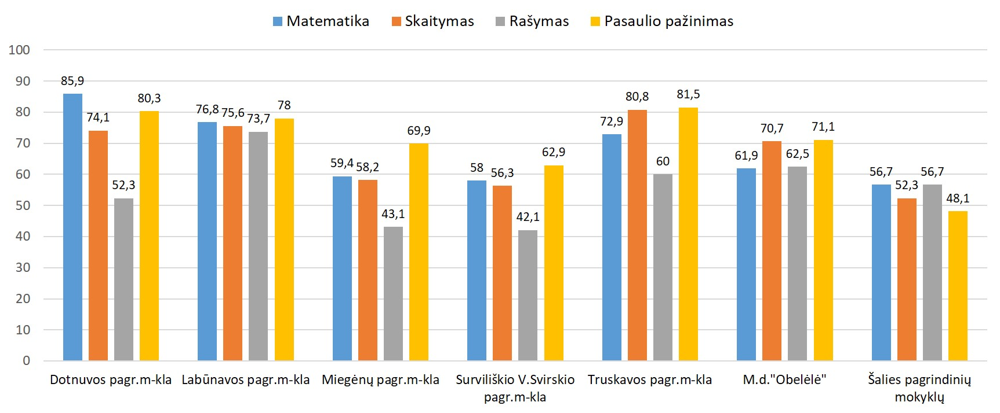 Matematika Skaitymas Rašymas Pasaulio pažinimas
100
90
80
70
60
50
40
30
20
10
0
85,9 74,1 52,3 80,3
76,8 75,6 73,7 78
59,4 58,2 43,1 69,9
58 56,3 42,1 62,9
72,9 80,8 60 81,5
61,9 70,7 62,5 71,1
56,7 52,3 56,7 48,1
Dotnuvos pagr.m-kla
Labūnavos pagr.m-kla
Miegėnų pagr.m-kla
Surviliškio V.Svirskio
pagr.m-kla
Truskavos pagr.m-kla
M.d."Obelėlė"
Šalies pagrindinių
mokyklų